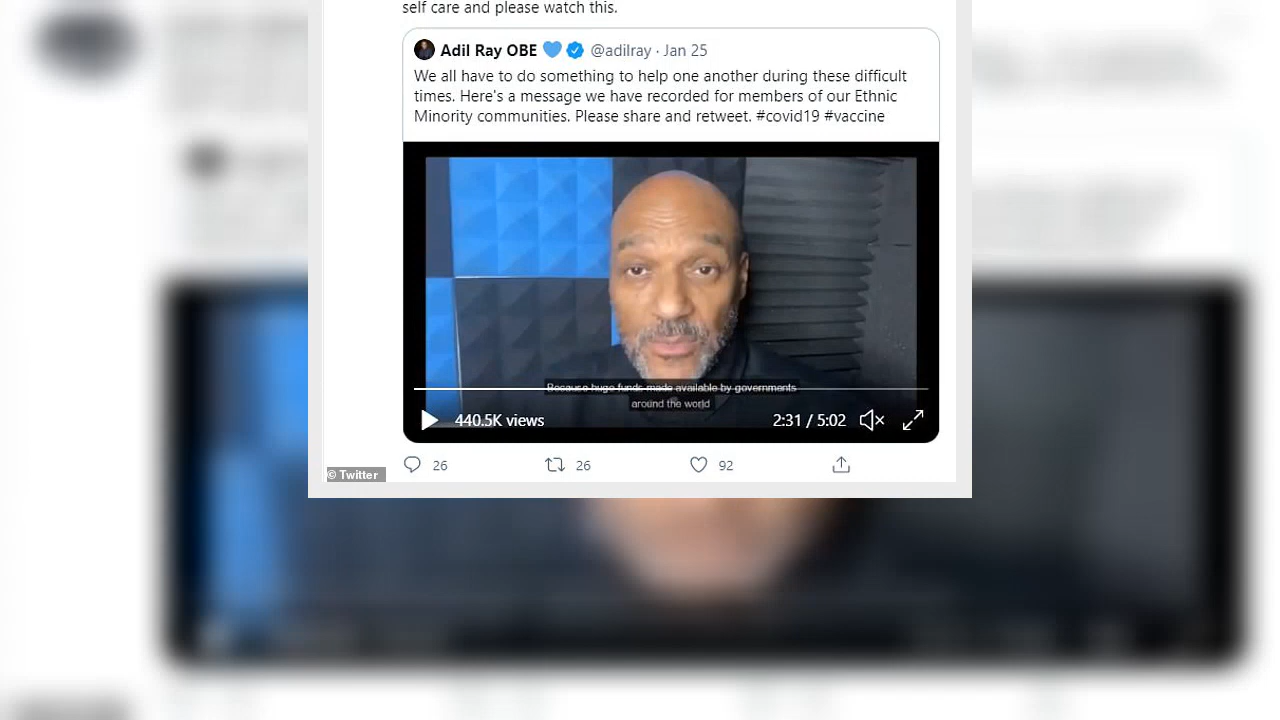 self care and please watch this.
Adil Ray OBE 💙 @adilray · Jan 25
We all have to do something to help one another during these difficult
times. Here's a message we have recorded for members of our Ethnic
Minority communities. Please share and retweet. #covid19 #vaccine
Because huge funds made available by governments
around the world
440.5K views 2:31 / 5:02
26 26 92
© Twitter